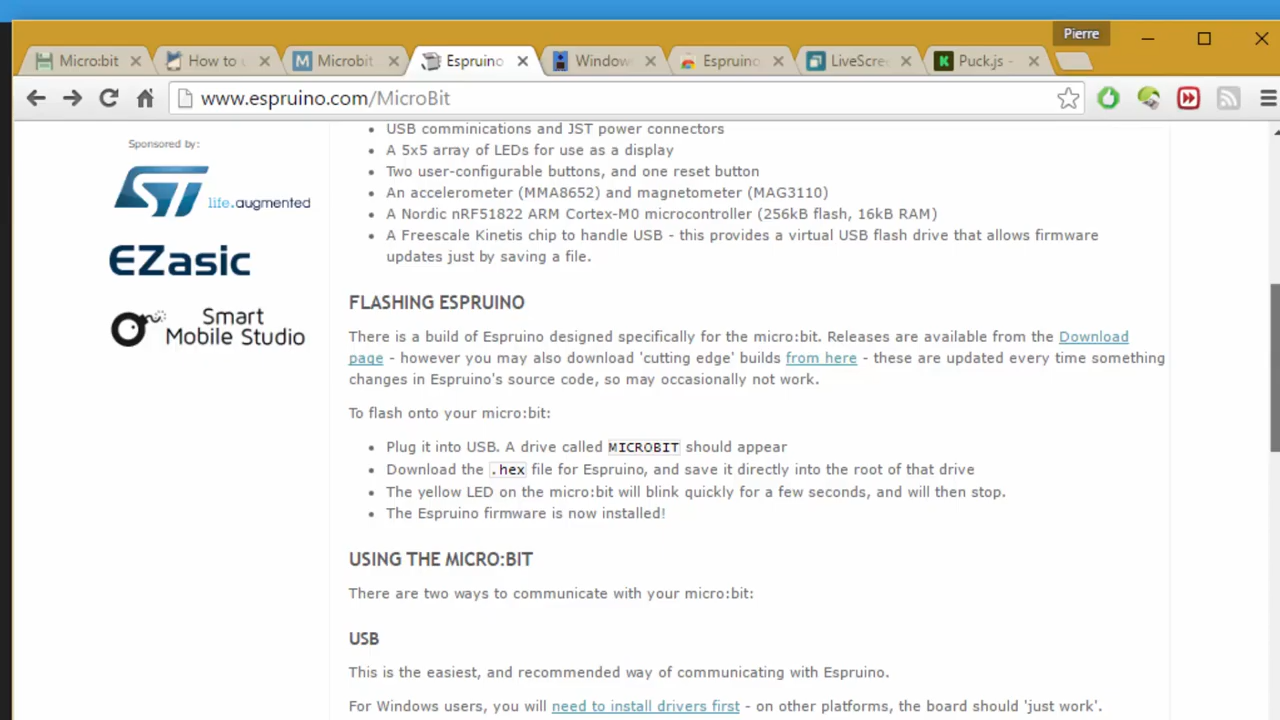 Pierre
Micro:bit
How to
Microbit
Espruino
Window
Espruino
LiveScre
Puck.js -
www.espruino.com/MicroBit
Sponsored by:
ST
life.augmented
EZasic
Smart
Mobile Studio
• USB comminications and JST power connectors
• A 5x5 array of LEDs for use as a display
• Two user-configurable buttons, and one reset button
• An accelerometer (MMA8652) and magnetometer (MAG3110)
• A Nordic nRF51822 ARM Cortex-M0 microcontroller (256kB flash, 16kB RAM)
• A Freescale Kinetis chip to handle USB - this provides a virtual USB flash drive that allows firmware
updates just by saving a file.
FLASHING ESPRUINO
There is a build of Espruino designed specifically for the micro:bit. Releases are available from the Download
page - however you may also download 'cutting edge' builds from here - these are updated every time something
changes in Espruino's source code, so may occasionally not work.
To flash onto your micro:bit:
• Plug it into USB. A drive called MICROBIT should appear
• Download the .hex file for Espruino, and save it directly into the root of that drive
• The yellow LED on the micro:bit will blink quickly for a few seconds, and will then stop.
• The Espruino firmware is now installed!
USING THE MICRO:BIT
There are two ways to communicate with your micro:bit:
USB
This is the easiest, and recommended way of communicating with Espruino.
For Windows users, you will need to install drivers first - on other platforms, the board should 'just work'.